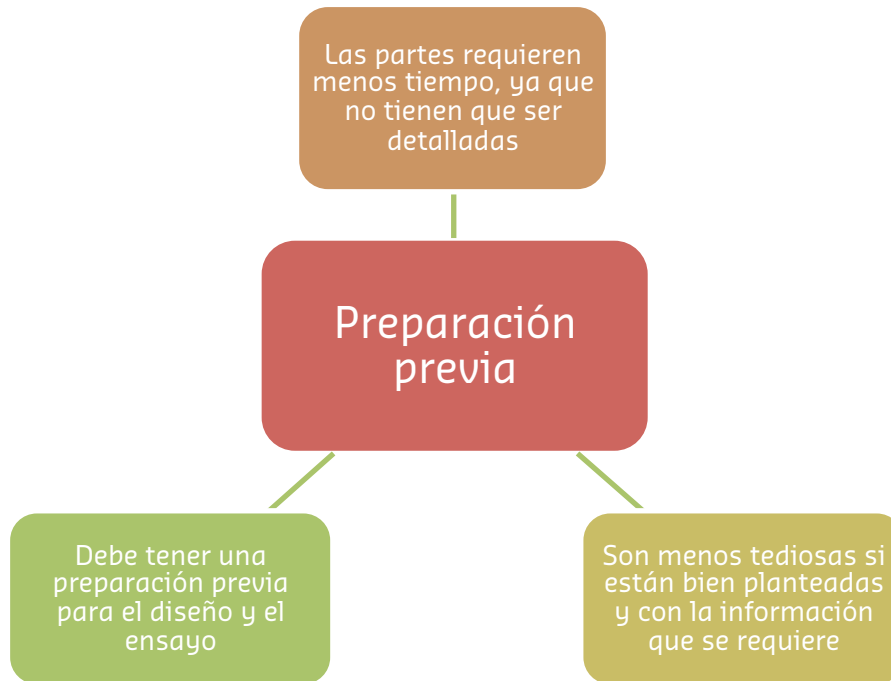 Las partes requieren
menos tiempo, ya que
no tienen que ser
detalladas
Preparación
previa
Debe tener una
preparación previa
para el diseño y el
ensayo
Son menos tediosas si
están bien planteadas
y con la información
que se requiere